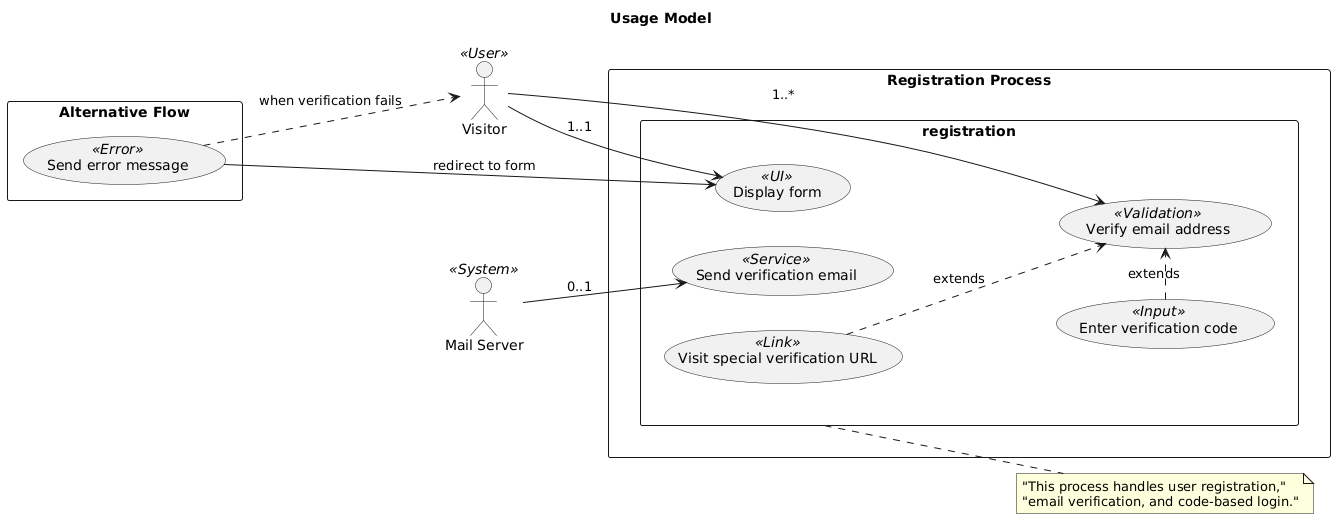 Usage Model
«User»
Visitor
Registration Process
Alternative Flow
when verification fails
1..*
registration
1..1
«Error»
Send error message
redirect to form
«UI»
Display form
«Validation»
Verify email address
«System»
Mail Server
0..1
«Service»
Send verification email
extends
extends
«Input»
Enter verification code
«Link»
Visit special verification URL
"This process handles user registration,"
"email verification, and code-based login."